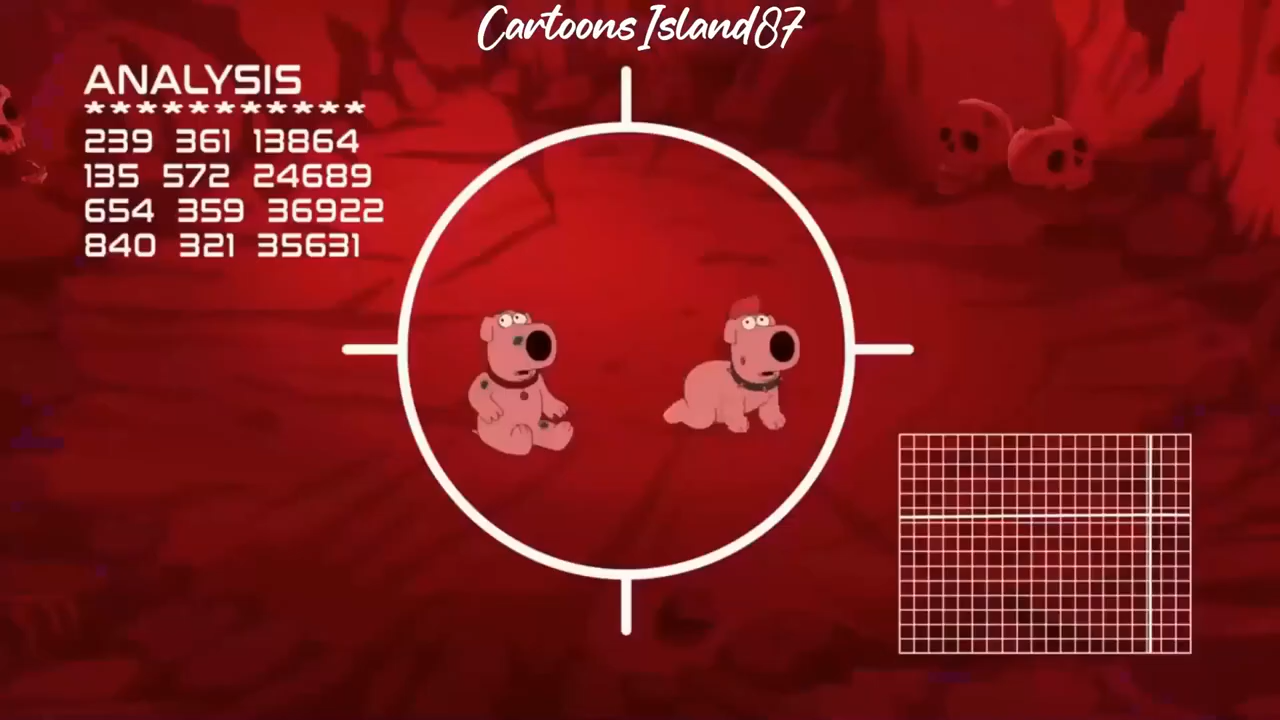 Cartoons Island87
ANALYSIS
***********
239 361 13864
135 572 24689
654 359 36922
840 321 35631